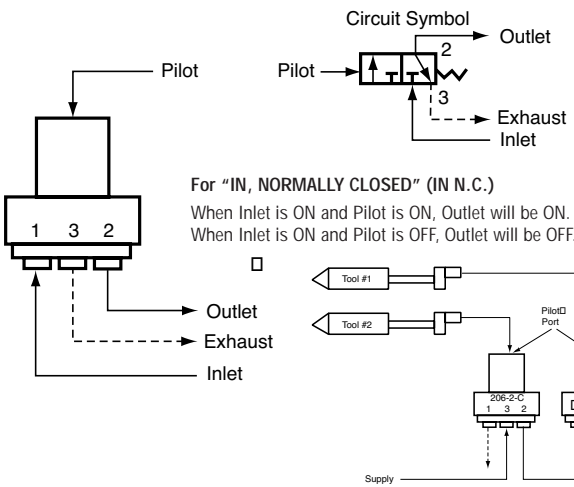 Circuit Symbol
2
Outlet
Pilot
Pilot
3
Exhaust
Inlet
For “IN, NORMALLY CLOSED” (IN N.C.)
When Inlet is ON and Pilot is ON, Outlet will be ON.
When Inlet is ON and Pilot is OFF, Outlet will be OFF.
1 3 2
Outlet
Exhaust
Inlet
Tool #1
Tool #2
Pilot
Port
206-2-C
1 3 2
Supply